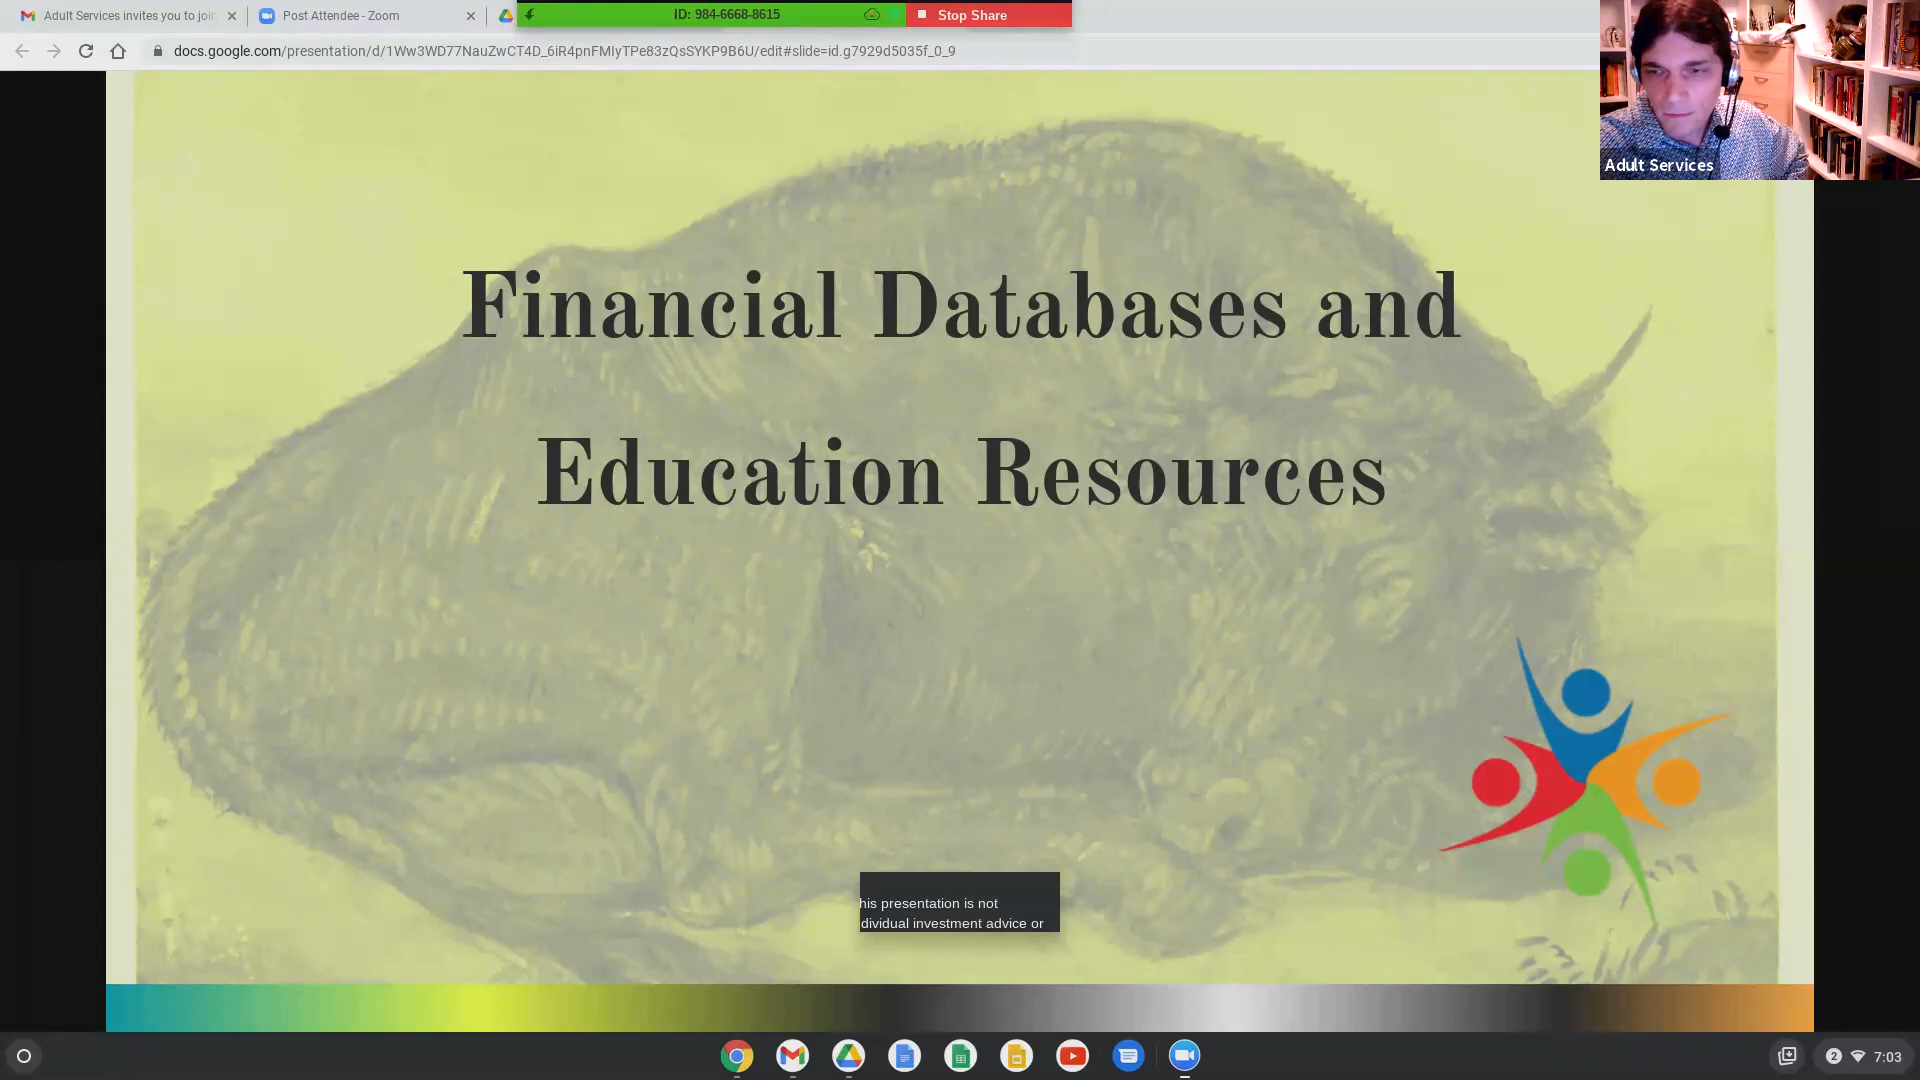 Adult Services invites you to join
Post Attendee - Zoom
ID: 984-6668-8615
Stop Share
docs.google.com/presentation/d/1Ww3WD77NauZwCT4D_6iR4pnFMIyTPe83zQsSYKP9B6U/edit#slide=id.g7929d5035f_0_9
Adult Services
Financial Databases and
Education Resources
his presentation is not
dividual investment advice or
2
7:03